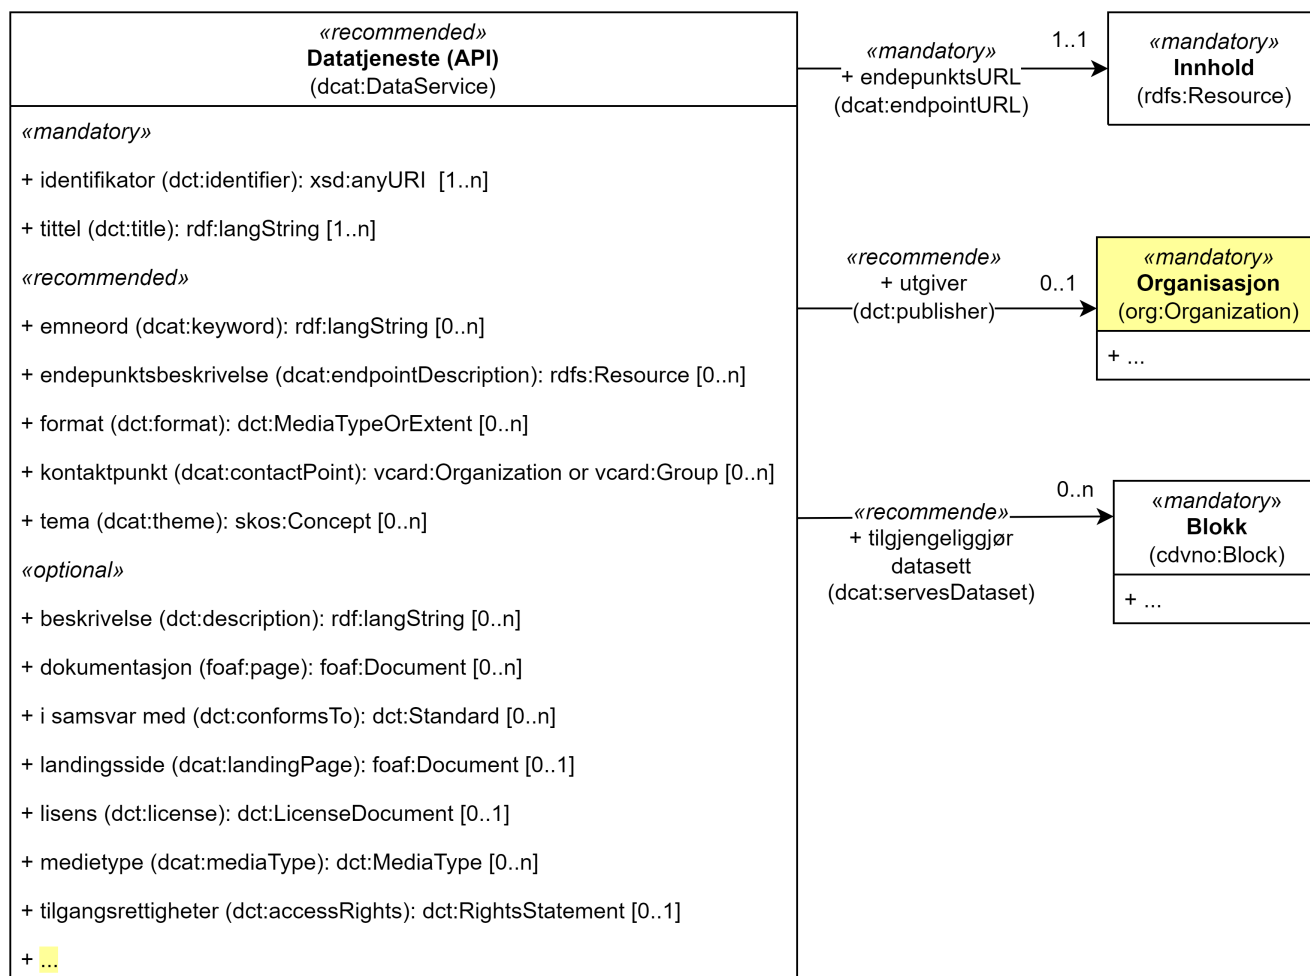 «recommended»
Datatjeneste (API)
(dcat:DataService)
«mandatory»
+ identifikator (dct:identifier): xsd:anyURI  [1..n]
+ tittel (dct:title): rdf:langString [1..n]
«recommended»
+ emneord (dcat:keyword): rdf:langString [0..n]
+ endepunktsbeskrivelse (dcat:endpointDescription): rdfs:Resource [0..n]
+ format (dct:format): dct:MediaTypeOrExtent [0..n]
+ kontaktpunkt (dcat:contactPoint): vcard:Organization or vcard:Group [0..n]
+ tema (dcat:theme): skos:Concept [0..n]
«optional»
+ beskrivelse (dct:description): rdf:langString [0..n]
+ dokumentasjon (foaf:page): foaf:Document [0..n]
+ i samsvar med (dct:conformsTo): dct:Standard [0..n]
+ landingsside (dcat:landingPage): foaf:Document [0..1]
+ lisens (dct:license): dct:LicenseDocument [0..1]
+ medietype (dcat:mediaType): dct:MediaType [0..n]
+ tilgangsrettigheter (dct:accessRights): dct:RightsStatement [0..1]
+ ...
«mandatory»
+ endepunktsURL
(dcat:endpointURL)
1..1
«mandatory»
Innhold
(rdfs:Resource)
«recommende»
+ utgiver
(dct:publisher)
0..1
«mandatory»
Organisasjon
(org:Organization)
+ ...
«recommende»
+ tilgjengeliggjør
datasett
(dcat:servesDataset)
0..n
«mandatory»
Blokk
(cdvno:Block)
+ ...